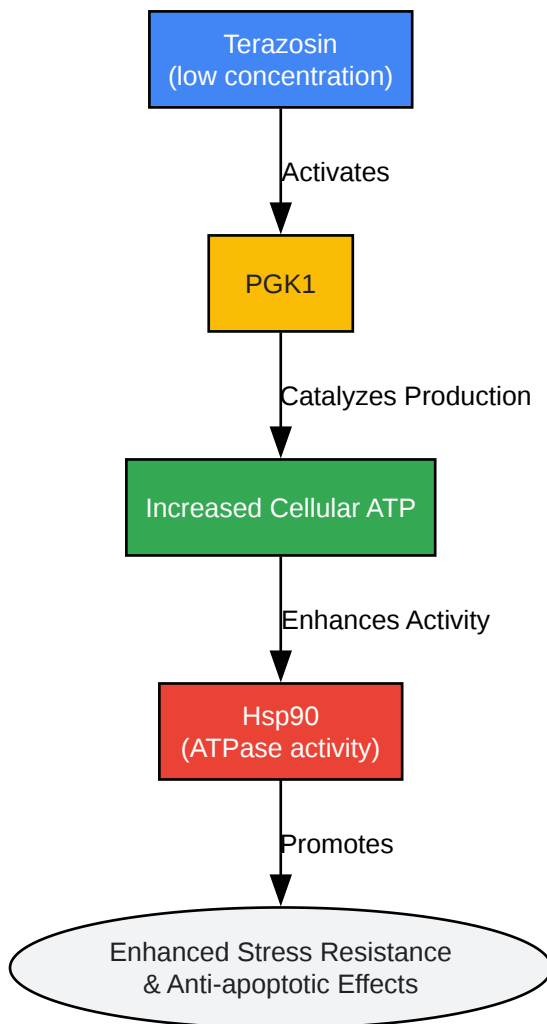 Terazosin
(low concentration)
Activates
PGK1
Catalyzes Production
Increased Cellular ATP
Enhances Activity
Hsp90
(ATPase activity)
Promotes
Enhanced Stress Resistance
& Anti-apoptotic Effects